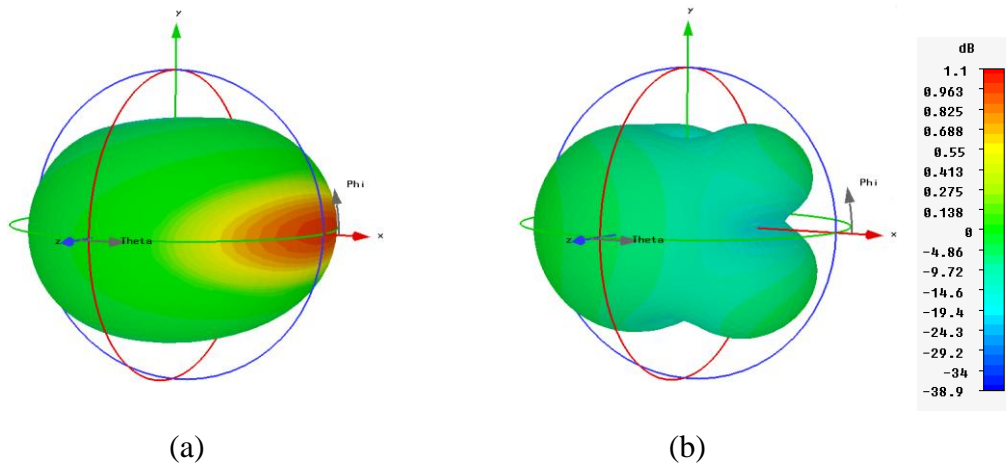 y
Phi
z
Theta
x
(a)
y
Phi
z
Theta
x
(b)
dB
1.1
0.963
0.825
0.688
0.55
0.413
0.275
0.138
0
-4.86
-9.72
-14.6
-19.4
-24.3
-29.2
-34
-38.9